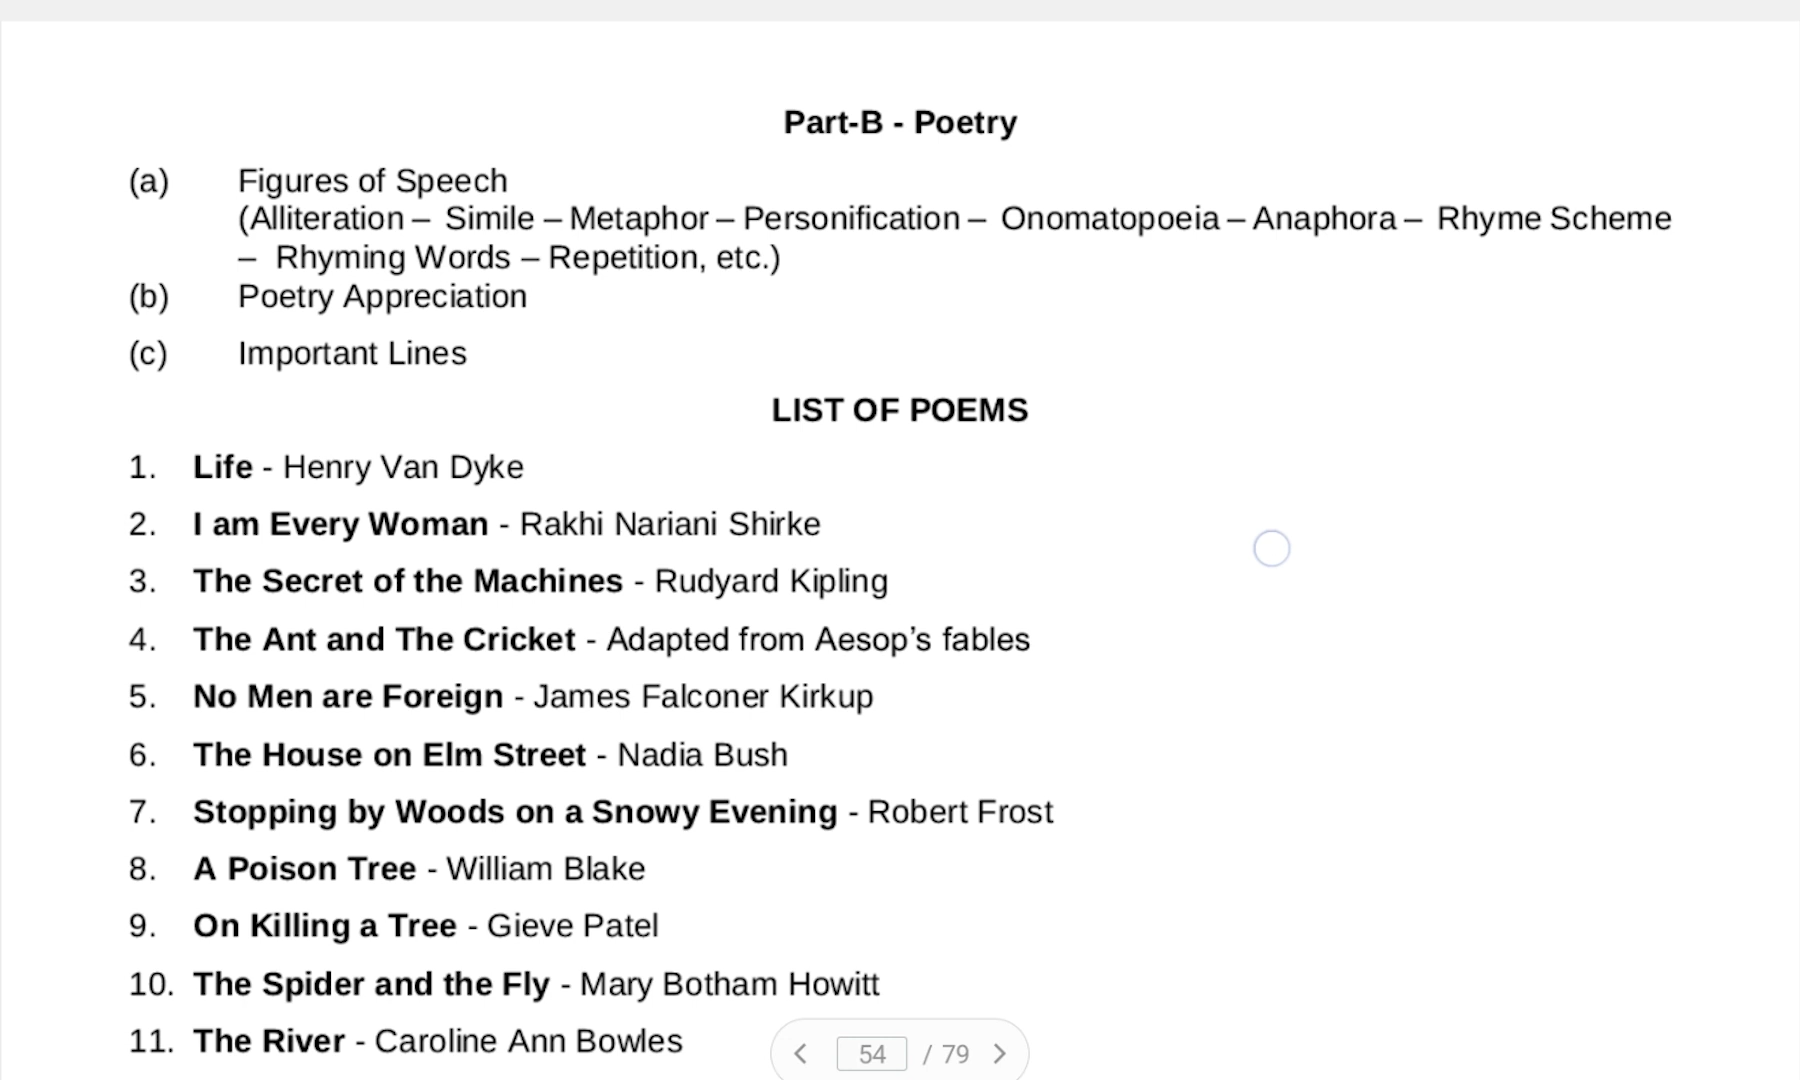 Part-B - Poetry
(a) Figures of Speech
(Alliteration – Simile – Metaphor – Personification – Onomatopoeia – Anaphora – Rhyme Scheme
– Rhyming Words – Repetition, etc.)
(b) Poetry Appreciation
(c) Important Lines
LIST OF POEMS
1. Life - Henry Van Dyke
2. I am Every Woman - Rakhi Nariani Shirke
3. The Secret of the Machines - Rudyard Kipling
4. The Ant and The Cricket - Adapted from Aesop’s fables
5. No Men are Foreign - James Falconer Kirkup
6. The House on Elm Street - Nadia Bush
7. Stopping by Woods on a Snowy Evening - Robert Frost
8. A Poison Tree - William Blake
9. On Killing a Tree - Gieve Patel
10. The Spider and the Fly - Mary Botham Howitt
11. The River - Caroline Ann Bowles
54 / 79